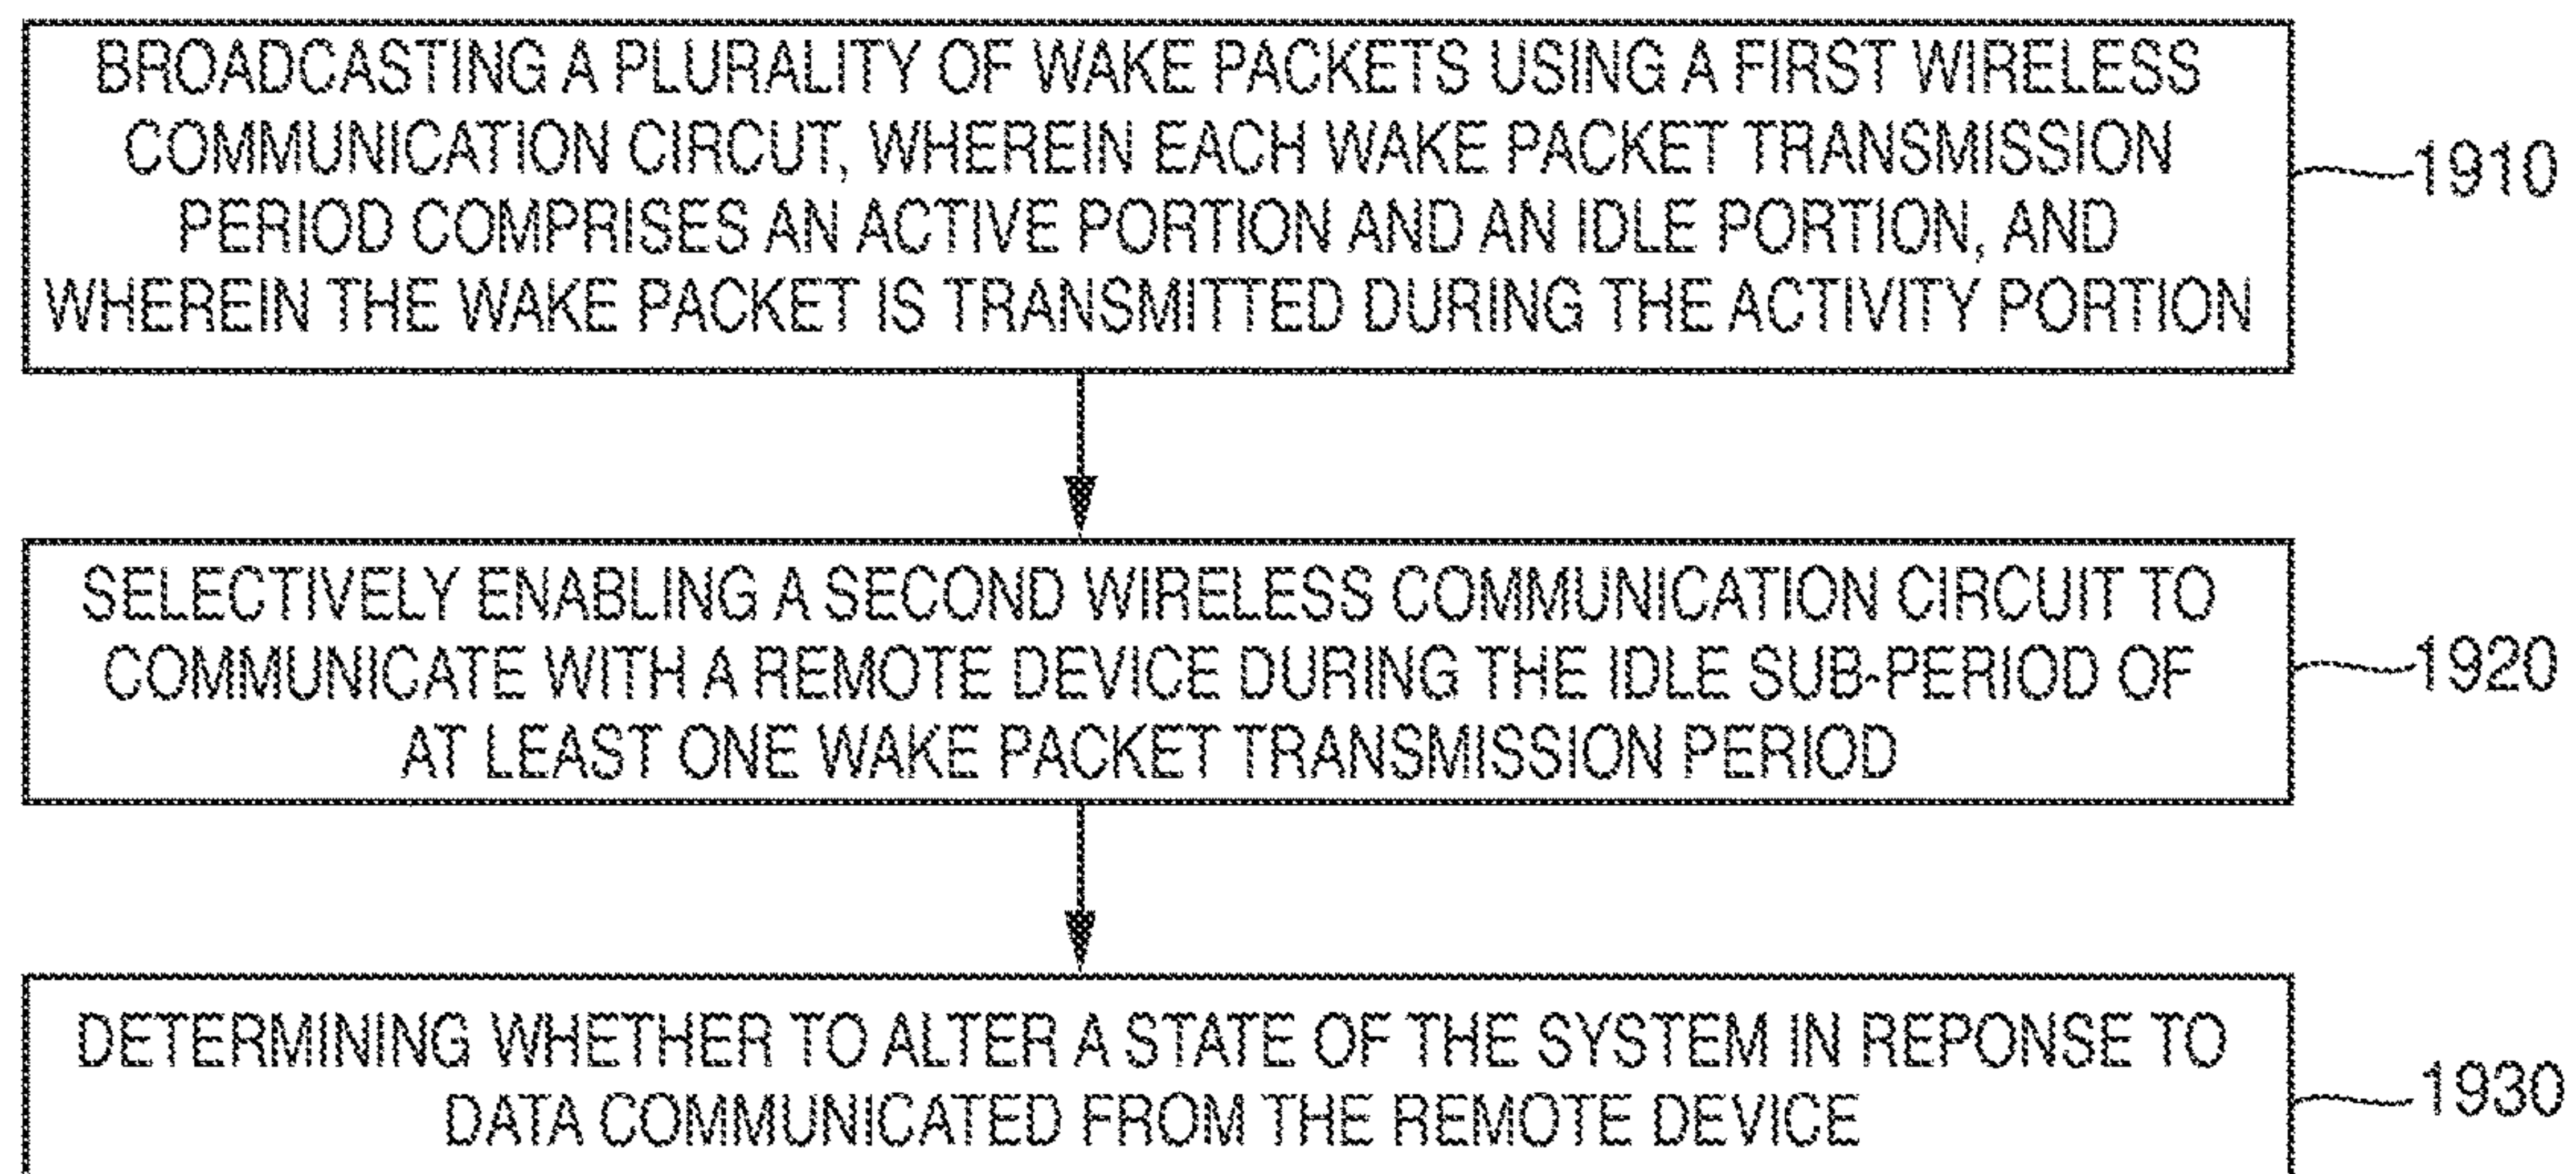 BROADCASTING A PLURALITY OF WAKE PACKETS USING A FIRST WIRELESS
COMMUNICATION CIRCUT, WHEREIN EACH WAKE PACKET TRANSMISSION
PERIOD COMPRISES AN ACTIVE PORTION AND AN IDLE PORTION, AND
WHEREIN THE WAKE PACKET IS TRANSMITTED DURING THE ACTIVITY PORTION
1910
SELECTIVELY ENABLING A SECOND WIRELESS COMMUNICATION CIRCUIT TO
COMMUNICATE WITH A REMOTE DEVICE DURING THE IDLE SUB-PERIOD OF
AT LEAST ONE WAKE PACKET TRANSMISSION PERIOD
1920
DETERMINING WHETHER TO ALTER A STATE OF THE SYSTEM IN REPONSE TO
DATA COMMUNICATED FROM THE REMOTE DEVICE
1930